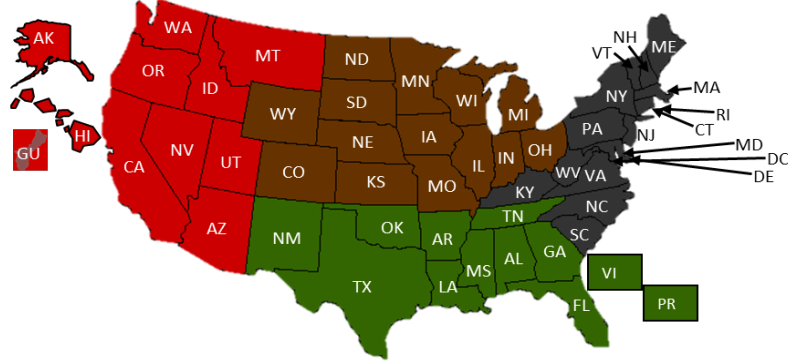 AK
WA
MT
ND
MN
ME
NH
VT
OR
ID
SD
WI
MI
NY
MA
RI
CT
WY
IA
PA
NJ
HI
GU
NV
UT
NE
IL
IN
OH
MD
DC
DE
CA
CO
KS
MO
WV
VA
KY
NC
AZ
NM
OK
AR
TN
SC
TX
LA
MS
AL
GA
VI
FL
PR